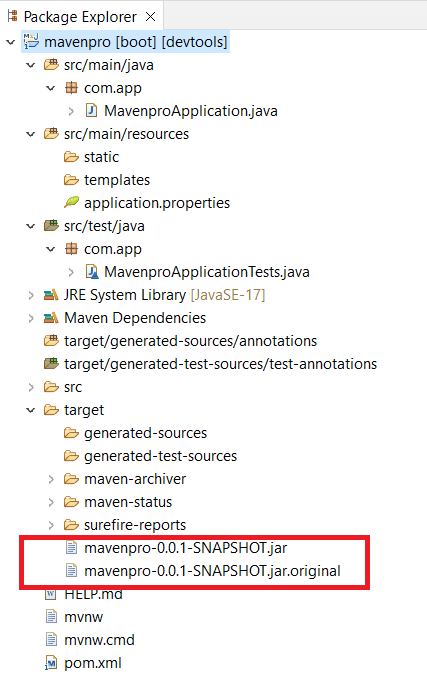 Package Explorer
mavenpro [boot] [devtools]
src/main/java
com.app
MavenproApplication.java
src/main/resources
static
templates
application.properties
src/test/java
com.app
MavenproApplicationTests.java
JRE System Library [JavaSE-17]
Maven Dependencies
target/generated-sources/annotations
target/generated-test-sources/test-annotations
src
target
generated-sources
generated-test-sources
maven-archiver
maven-status
surefire-reports
mavenpro-0.0.1-SNAPSHOT.jar
mavenpro-0.0.1-SNAPSHOT.jar.original
HELP.md
mvnw
mvnw.cmd
pom.xml